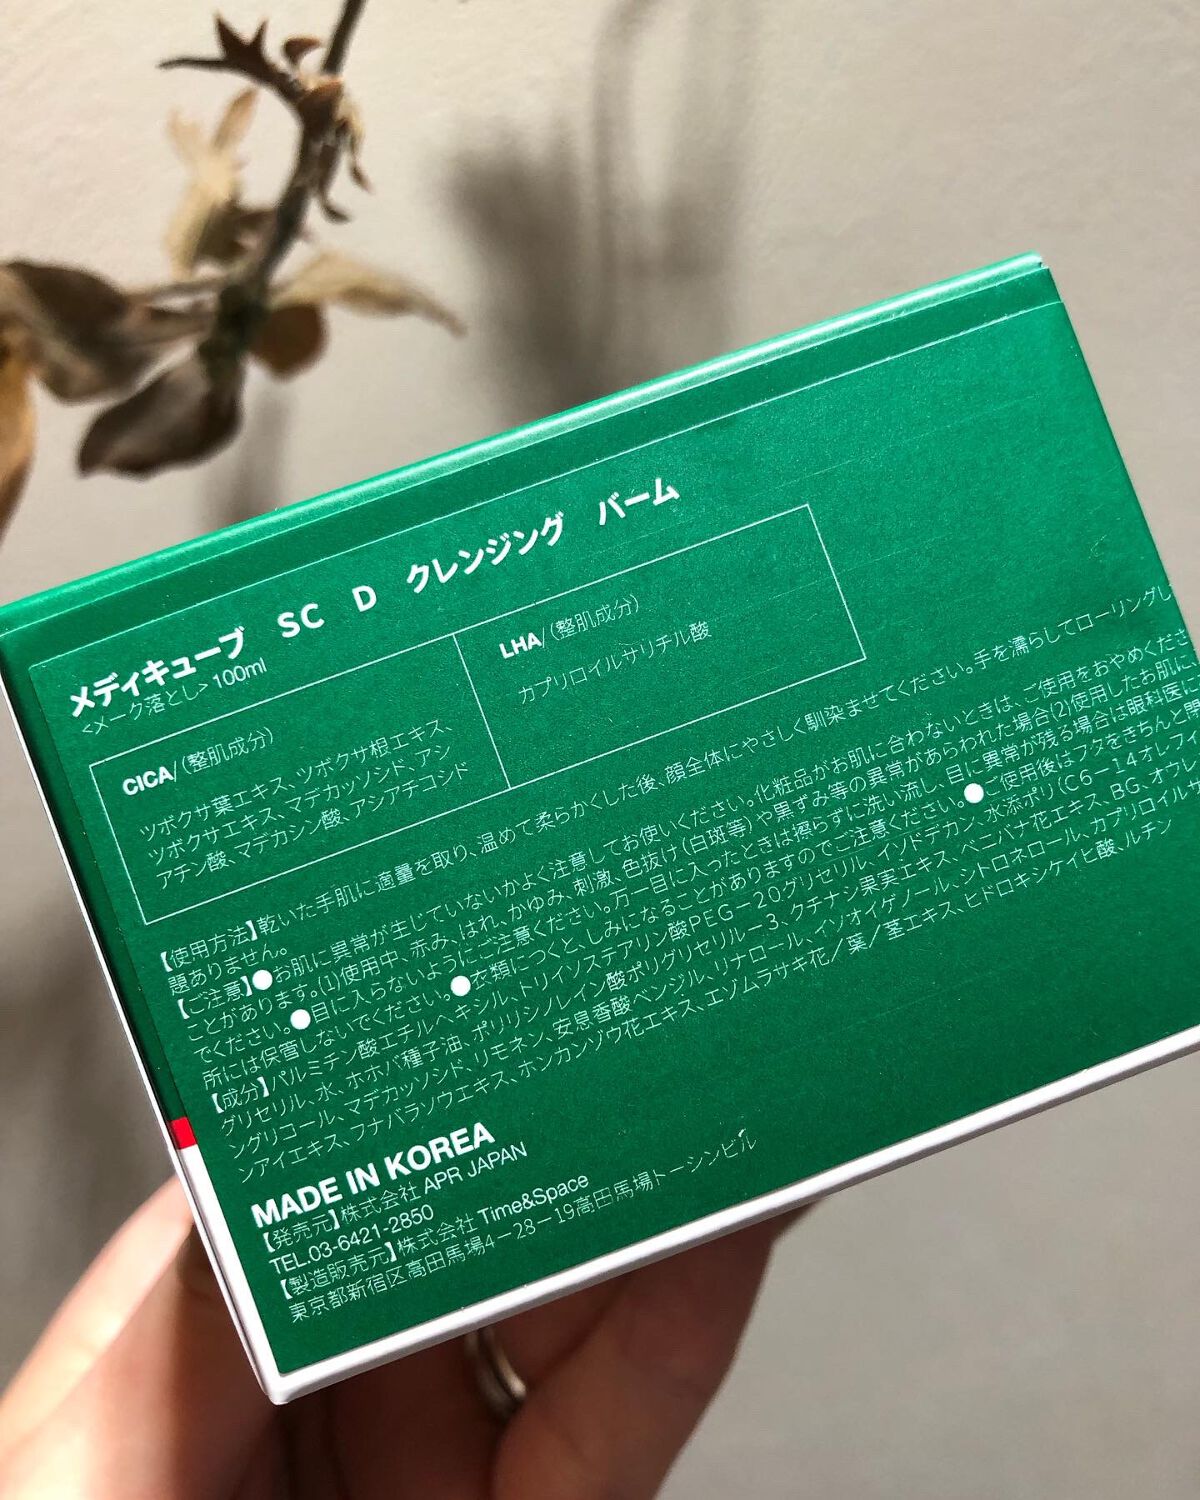 メディキューブ SC D クレンジング バーム
<メーク落とし> 100ml
CICA/(整肌成分)
ツボクサ葉エキス、ツボクサ根エキス、
ツボクサエキス、マデカッソシド、アシ
アチン酸、マデカシン酸、アシアチコシド
LHA/(整肌成分)
カプリロイルサリチル酸
【使用方法】乾いた手肌に適量を取り、温めて柔らかくした後、顔全体にやさしく馴染ませてください。手を濡らしてローリングし
題ありません。
【ご注意】●お肌に異常が生じていないかよく注意してお使いください。化粧品がお肌に合わないときは、ご使用をおやめくださ
ことがあります。(1)使用中、赤み、はれ、かゆみ、刺激、色抜け(白斑等)や黒ずみ等の異常があらわれた場合(2)使用したお肌に、
でください。●目に入らないようにご注意ください。万一目に入ったときは擦らずに洗い流し、目に異常が残る場合は眼科医に
所には保管しないでください。●衣類につくと、しみになることがありますのでご注意ください。●ご使用後はフタをきちんと閉
【成分】パルミチン酸エチルヘキシル、トリイソステアリン酸PEG－20グリセリル、イソドデカン、水添ポリ(C6－14オレフィ
グリセリル、水、ホホバ種子油、ポリリシノレイン酸ポリグリセリル－3、クチナシ果実エキス、ベニバナ花エキス、BG、オウレ
ングリコール、マデカッソシド、リモネン、安息香酸ベンジル、リナロール、イソオイゲノール、シトロネロール、カプリロイルサ
ンアイエキス、フナバラソウエキス、ホンカンゾウ花エキス、エゾムラサキ花／葉／茎エキス、ヒドロキシケイヒ酸、ルチン
MADE IN KOREA
【発売元】株式会社 APR JAPAN
TEL.03-6421-2850
【製造販売元】株式会社 Time&Space
東京都新宿区高田馬場4－28－19高田馬場トーシンビル